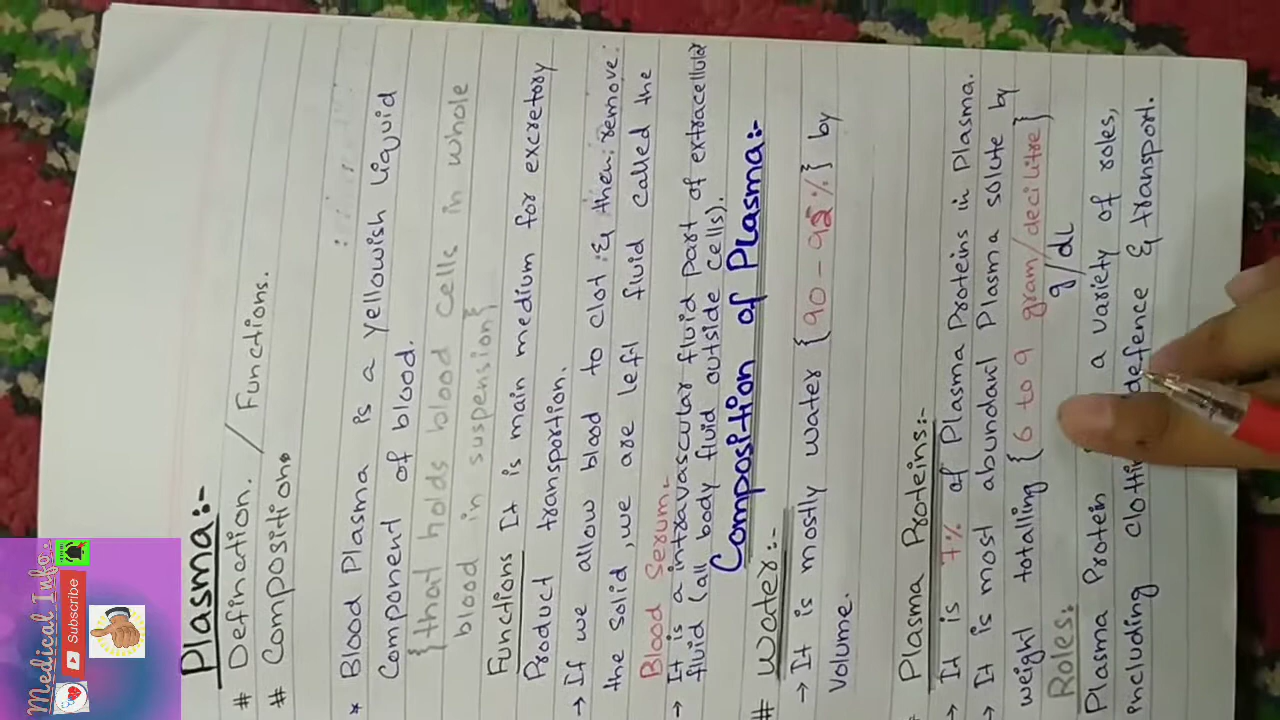 Plasma:-
# Defination. / Functions.
# Composition.
* Blood Plasma is a yellowish liquid
Component of blood.
{that holds blood cells in whole
blood in suspension}
Functions It is main medium for excretory
Product transportion.
→ If we allow blood to clot & then remove
the solid, we are left fluid called the
Blood Serum.
→ It is a intravascular fluid part of extracellular
fluid (all body fluid outside cells).
Composition of Plasma:-
# Water:-
→ It is mostly water {90-92%} by
Volume.
Plasma Proteins:-
→ It is 7% of Plasma Proteins in Plasma.
→ It is most abundant Plasma solute by
weight totalling {6 to 9 gram/decilitre}
g/dL
Roles:
Plasma Protein a variety of roles,
including defence & transport.
Medical Info:-
Subscribe